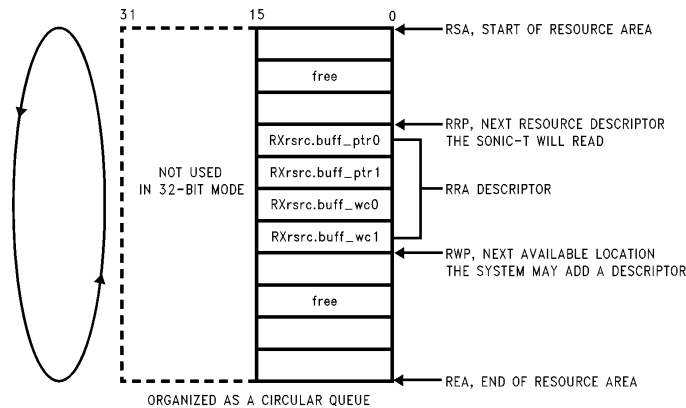 31 15 0
RSA, START OF RESOURCE AREA
free
RRP, NEXT RESOURCE DESCRIPTOR
THE SONIC-T WILL READ
RXrsrc.buff_ptr0
NOT USED
IN 32-BIT MODE
RXrsrc.buff_ptr1
RRA DESCRIPTOR
RXrsrc.buff_wc0
RXrsrc.buff_wc1
RWP, NEXT AVAILABLE LOCATION
THE SYSTEM MAY ADD A DESCRIPTOR
free
REA, END OF RESOURCE AREA
ORGANIZED AS A CIRCULAR QUEUE